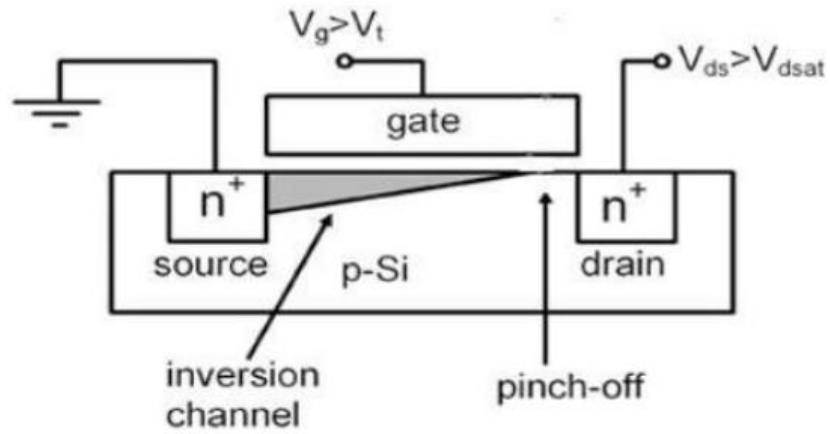 Vg>Vt
Vds>Vdsat
gate
n+
n+
source
p-Si
drain
inversion
channel
pinch-off